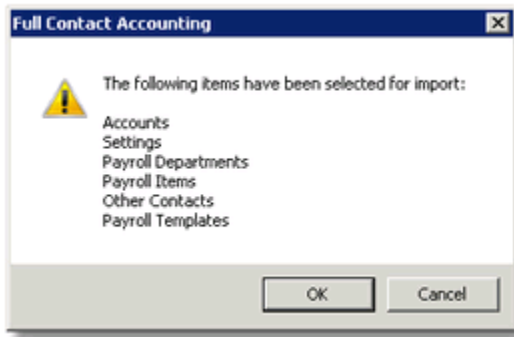 Full Contact Accounting
The following items have been selected for import:
Accounts
Settings
Payroll Departments
Payroll Items
Other Contacts
Payroll Templates
OK
Cancel